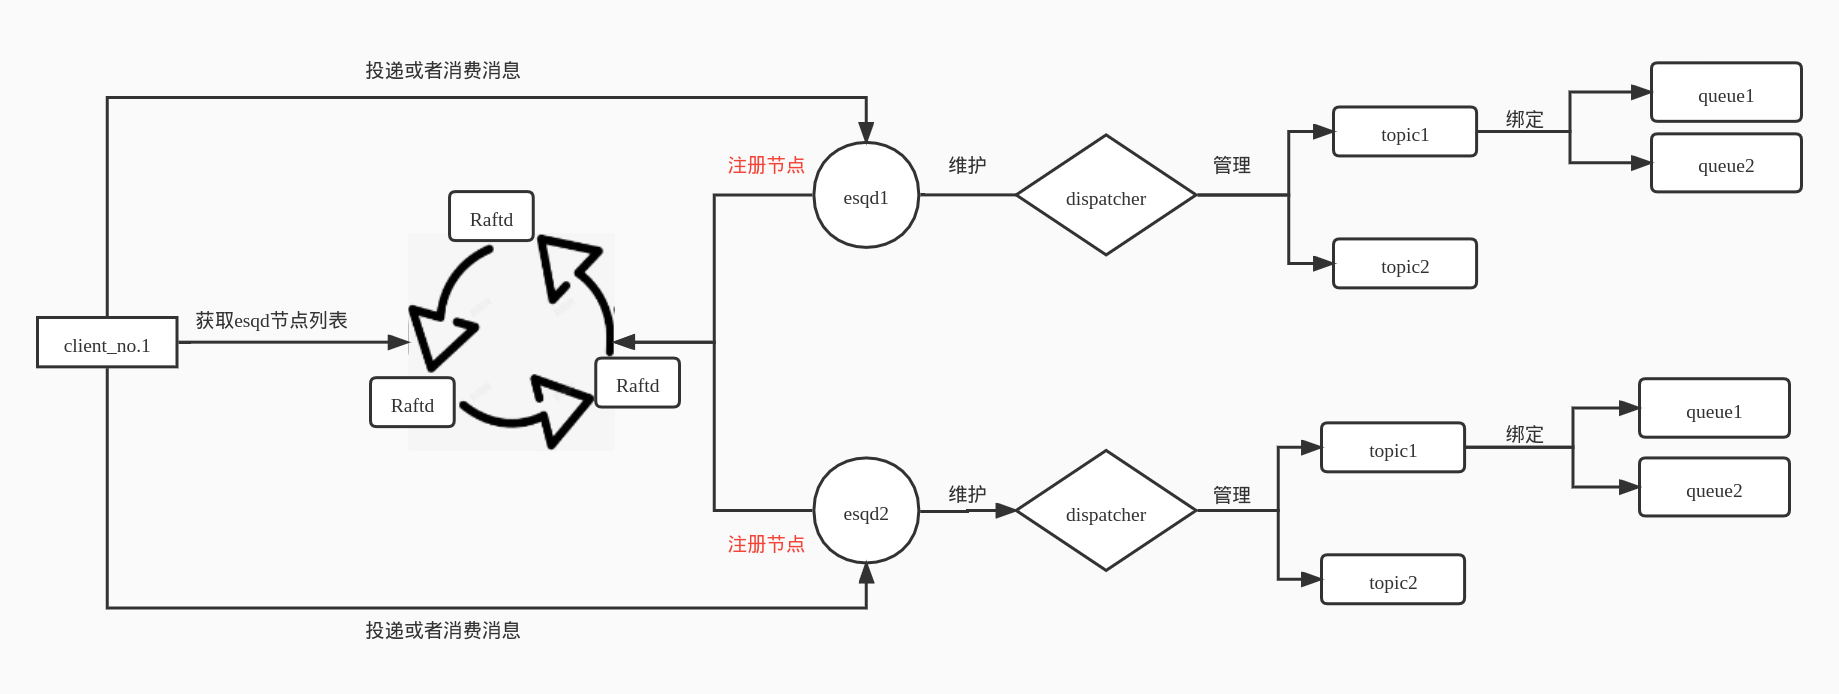 投递或者消费消息
client_no.1
获取esqd节点列表
Raftd
Raftd
Raftd
注册节点
esqd1
维护
dispatcher
管理
topic1
绑定
queue1
queue2
topic2
注册节点
esqd2
维护
dispatcher
管理
topic1
绑定
queue1
queue2
topic2
投递或者消费消息